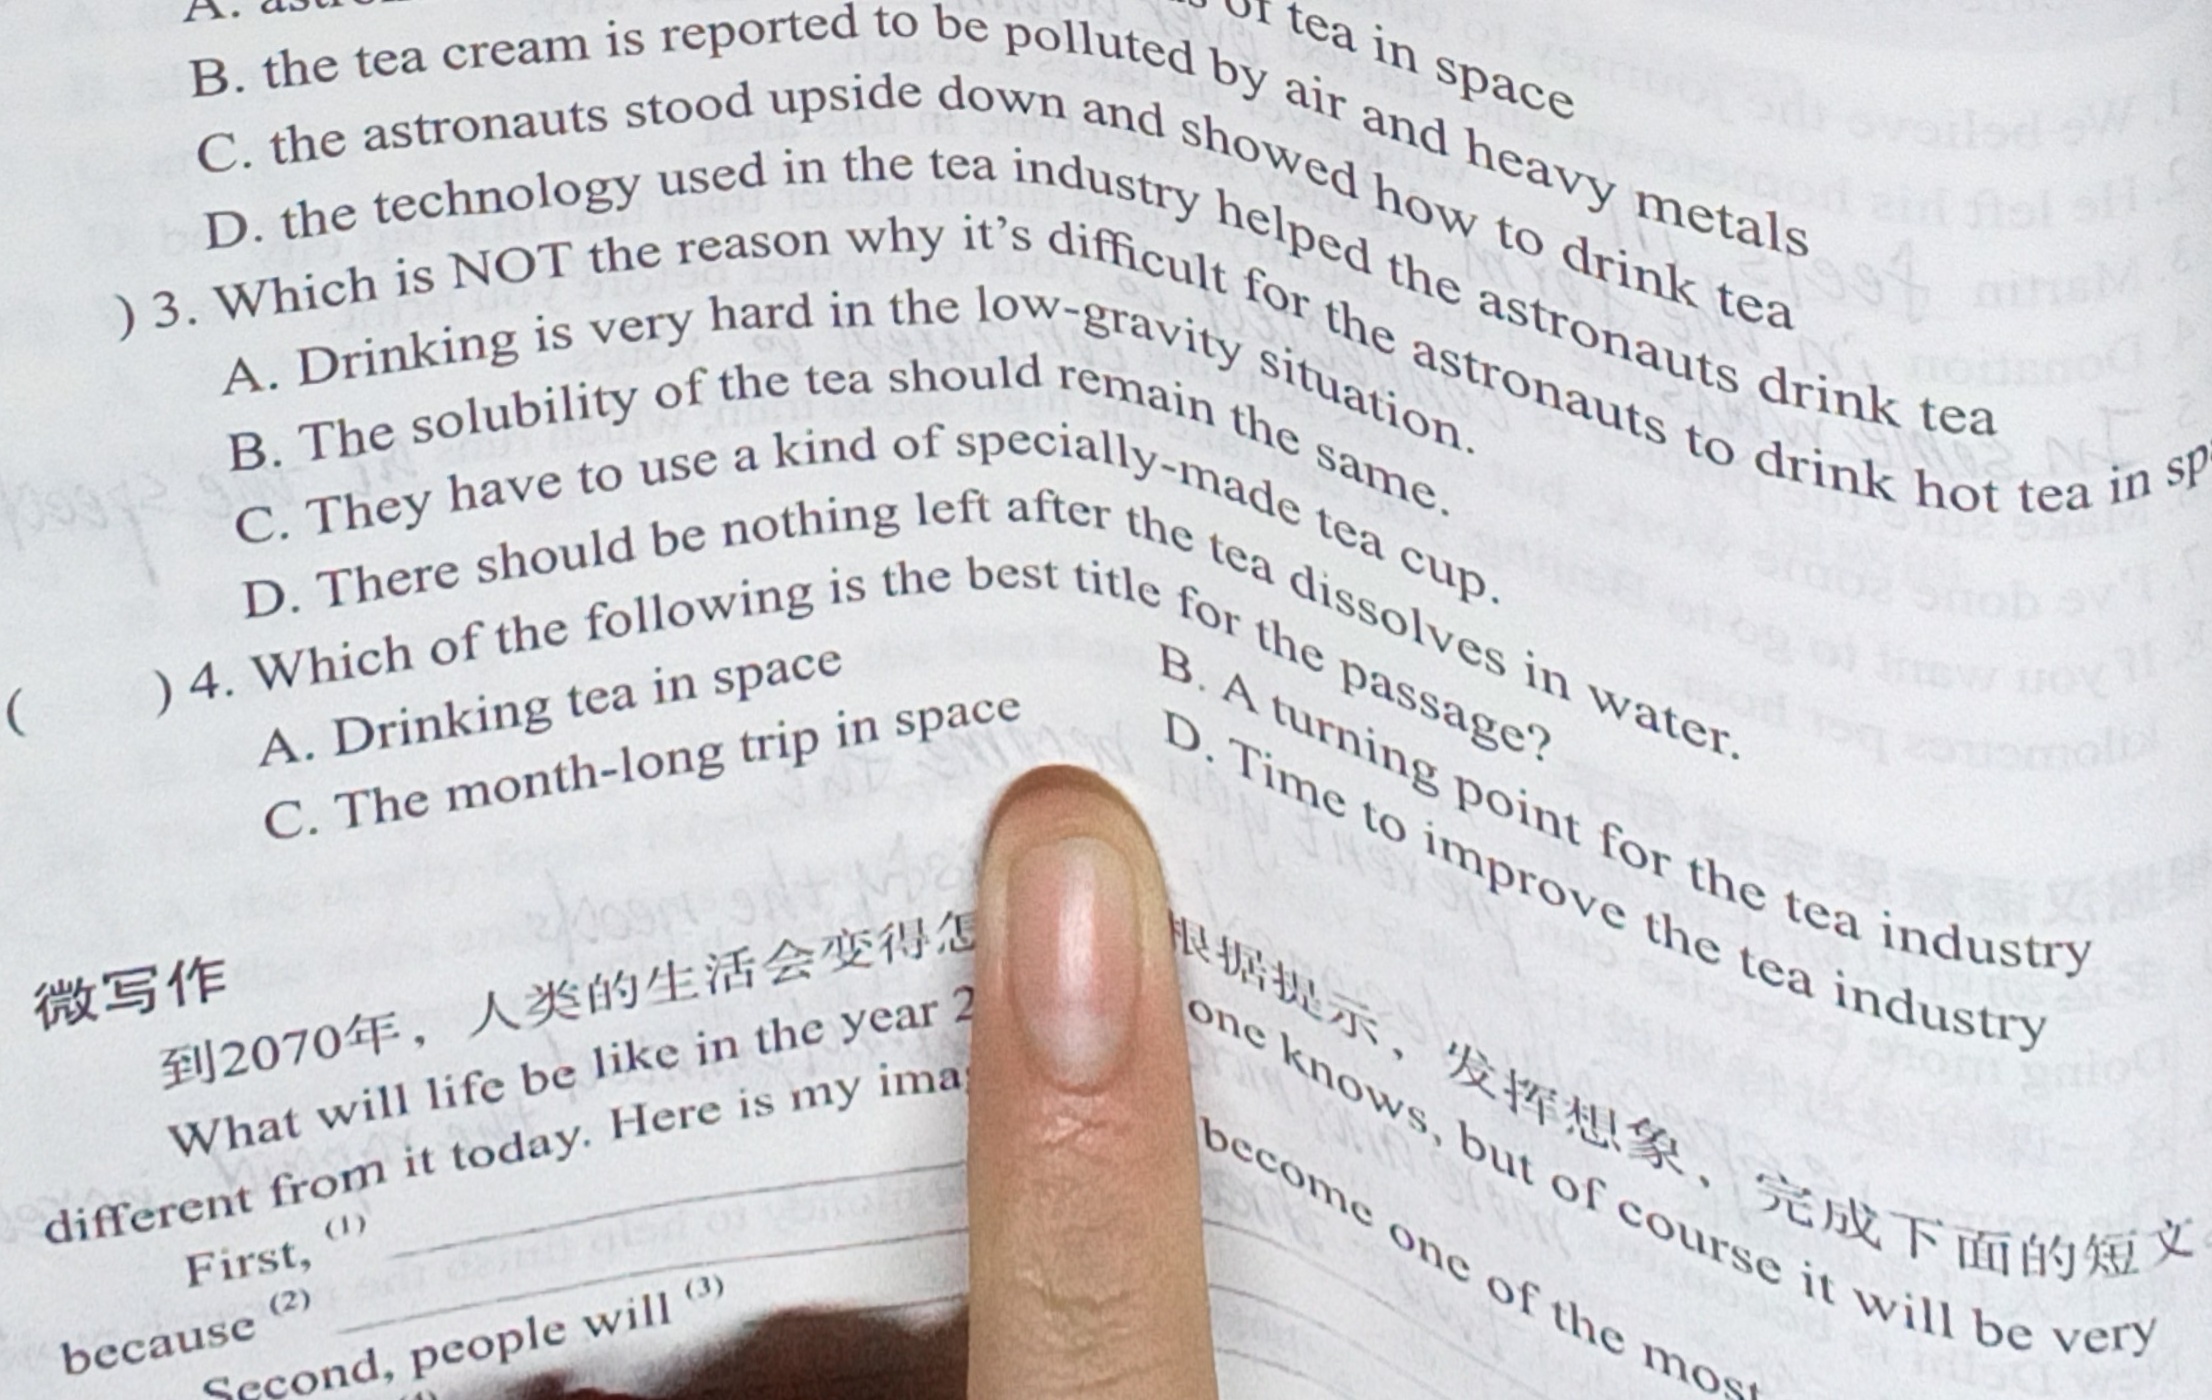 A.
of tea in space
B. the tea cream is reported to be polluted by air and heavy metals
C. the astronauts stood upside down and showed how to drink tea
D. the technology used in the tea industry helped the astronauts drink tea
) 3. Which is NOT the reason why it's difficult for the astronauts to drink hot tea in sp
A. Drinking is very hard in the low-gravity situation.
B. The solubility of the tea should remain the same.
C. They have to use a kind of specially-made tea cup.
D. There should be nothing left after the tea dissolves in water.
( ) 4. Which of the following is the best title for the passage?
A. Drinking tea in space B. A turning point for the tea industry
C. The month-long trip in space D. Time to improve the tea industry
微写作
到2070年，人类的生活会变得怎 根据提示，发挥想象，完成下面的短文
What will life be like in the year 2 one knows, but of course it will be very
different from it today. Here is my ima
First, (1) become one of the most
because (2)
Second, people will (3)